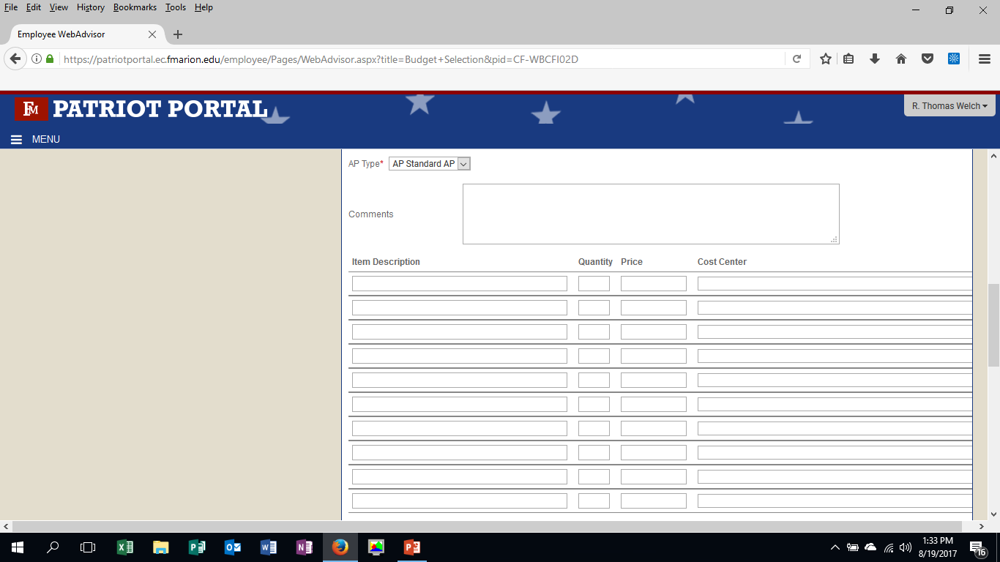 File Edit View History Bookmarks Tools Help
Employee WebAdvisor
https://patriotportal.ec.fmarion.edu/employee/Pages/WebAdvisor.aspx?title=Budget+Selection&pid=CF-WBCFI02D
FM PATRIOT PORTAL
R. Thomas Welch
MENU
AP Type* AP Standard AP
Comments
Item Description Quantity Price Cost Center
1:33 PM
8/19/2017
16